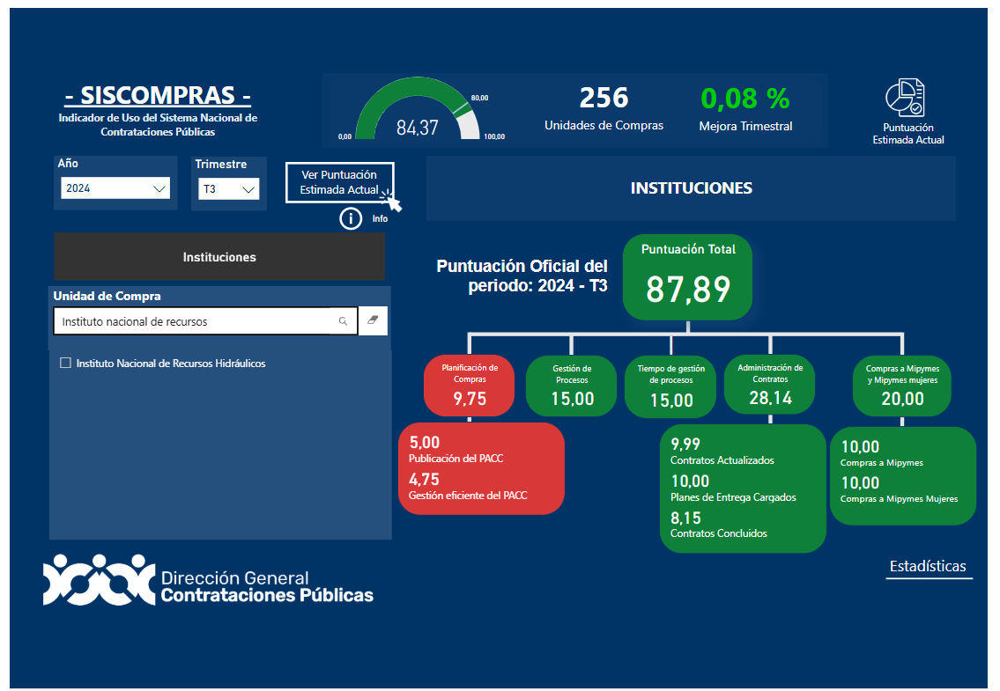 - SISCOMPRAS -
Indicador de Uso del Sistema Nacional de
Contrataciones Públicas
0,00
84,37
80,00
100,00
256
Unidades de Compras
0,08 %
Mejora Trimestral
Puntuación
Estimada Actual
Año
2024
Trimestre
T3
Ver Puntuación
Estimada Actual
Info
INSTITUCIONES
Instituciones
Unidad de Compra
Instituto nacional de recursos
Instituto Nacional de Recursos Hidráulicos
Puntuación Oficial del
periodo: 2024 - T3
Puntuación Total
87,89
Planificación de
Compras
9,75
Gestión de
Procesos
15,00
Tiempo de gestión
de procesos
15,00
Administración de
Contratos
28,14
Compras a Mipymes
y Mipymes mujeres
20,00
5,00
Publicación del PACC
4,75
Gestión eficiente del PACC
9,99
Contratos Actualizados
10,00
Planes de Entrega Cargados
8,15
Contratos Concluidos
10,00
Compras a Mipymes
10,00
Compras a Mipymes Mujeres
Dirección General
Contrataciones Públicas
Estadísticas